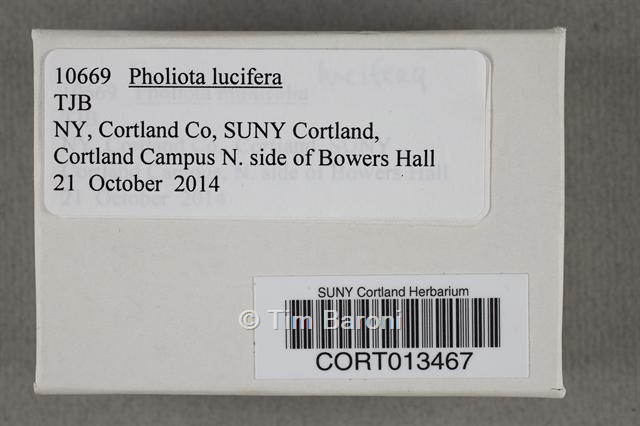 10669 Pholiota lucifera
TJB
NY, Cortland Co, SUNY Cortland,
Cortland Campus N. side of Bowers Hall
21 October 2014
SUNY Cortland Herbarium
© Tim Baroni
CORT013467